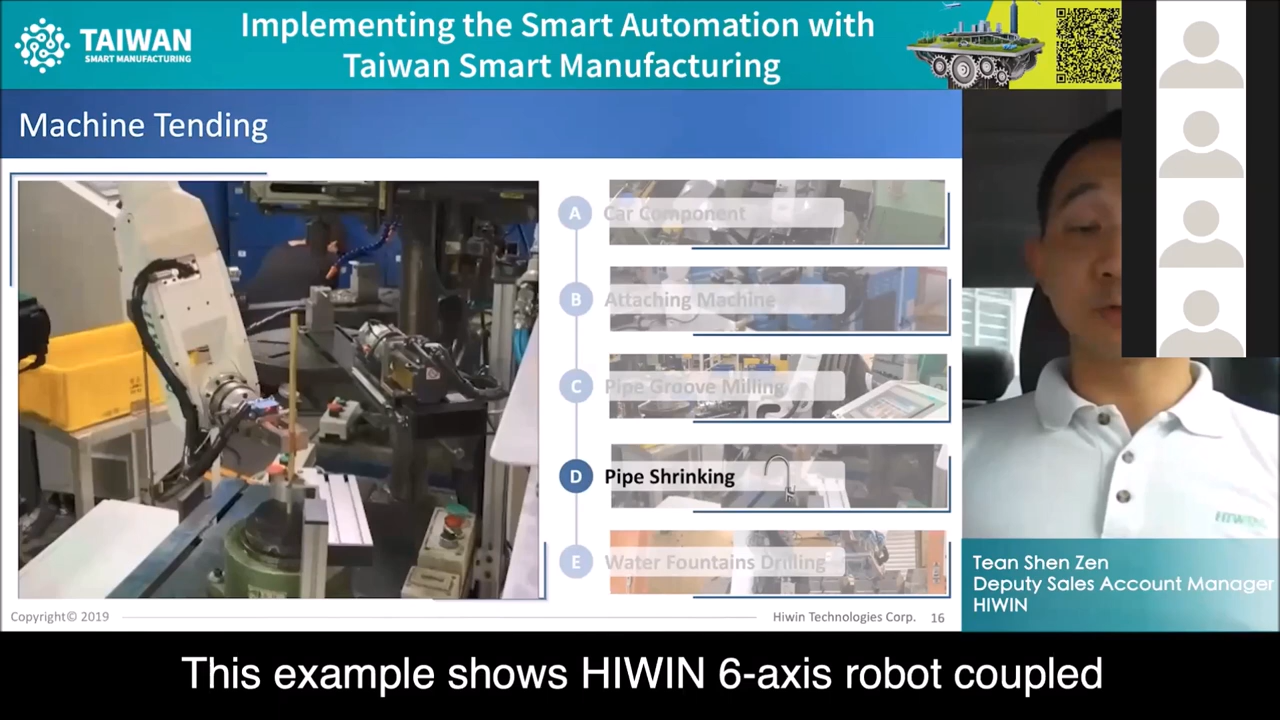 TAIWAN
SMART MANUFACTURING
Implementing the Smart Automation with
Taiwan Smart Manufacturing
Machine Tending
A Car Component
B Attaching Machine
C Pipe Groove Milling
D Pipe Shrinking
E Water Fountains Drilling
Copyright© 2019
Hiwin Technologies Corp. 16
HIWIN
Tean Shen Zen
Deputy Sales Account Manager
HIWIN
This example shows HIWIN 6-axis robot coupled